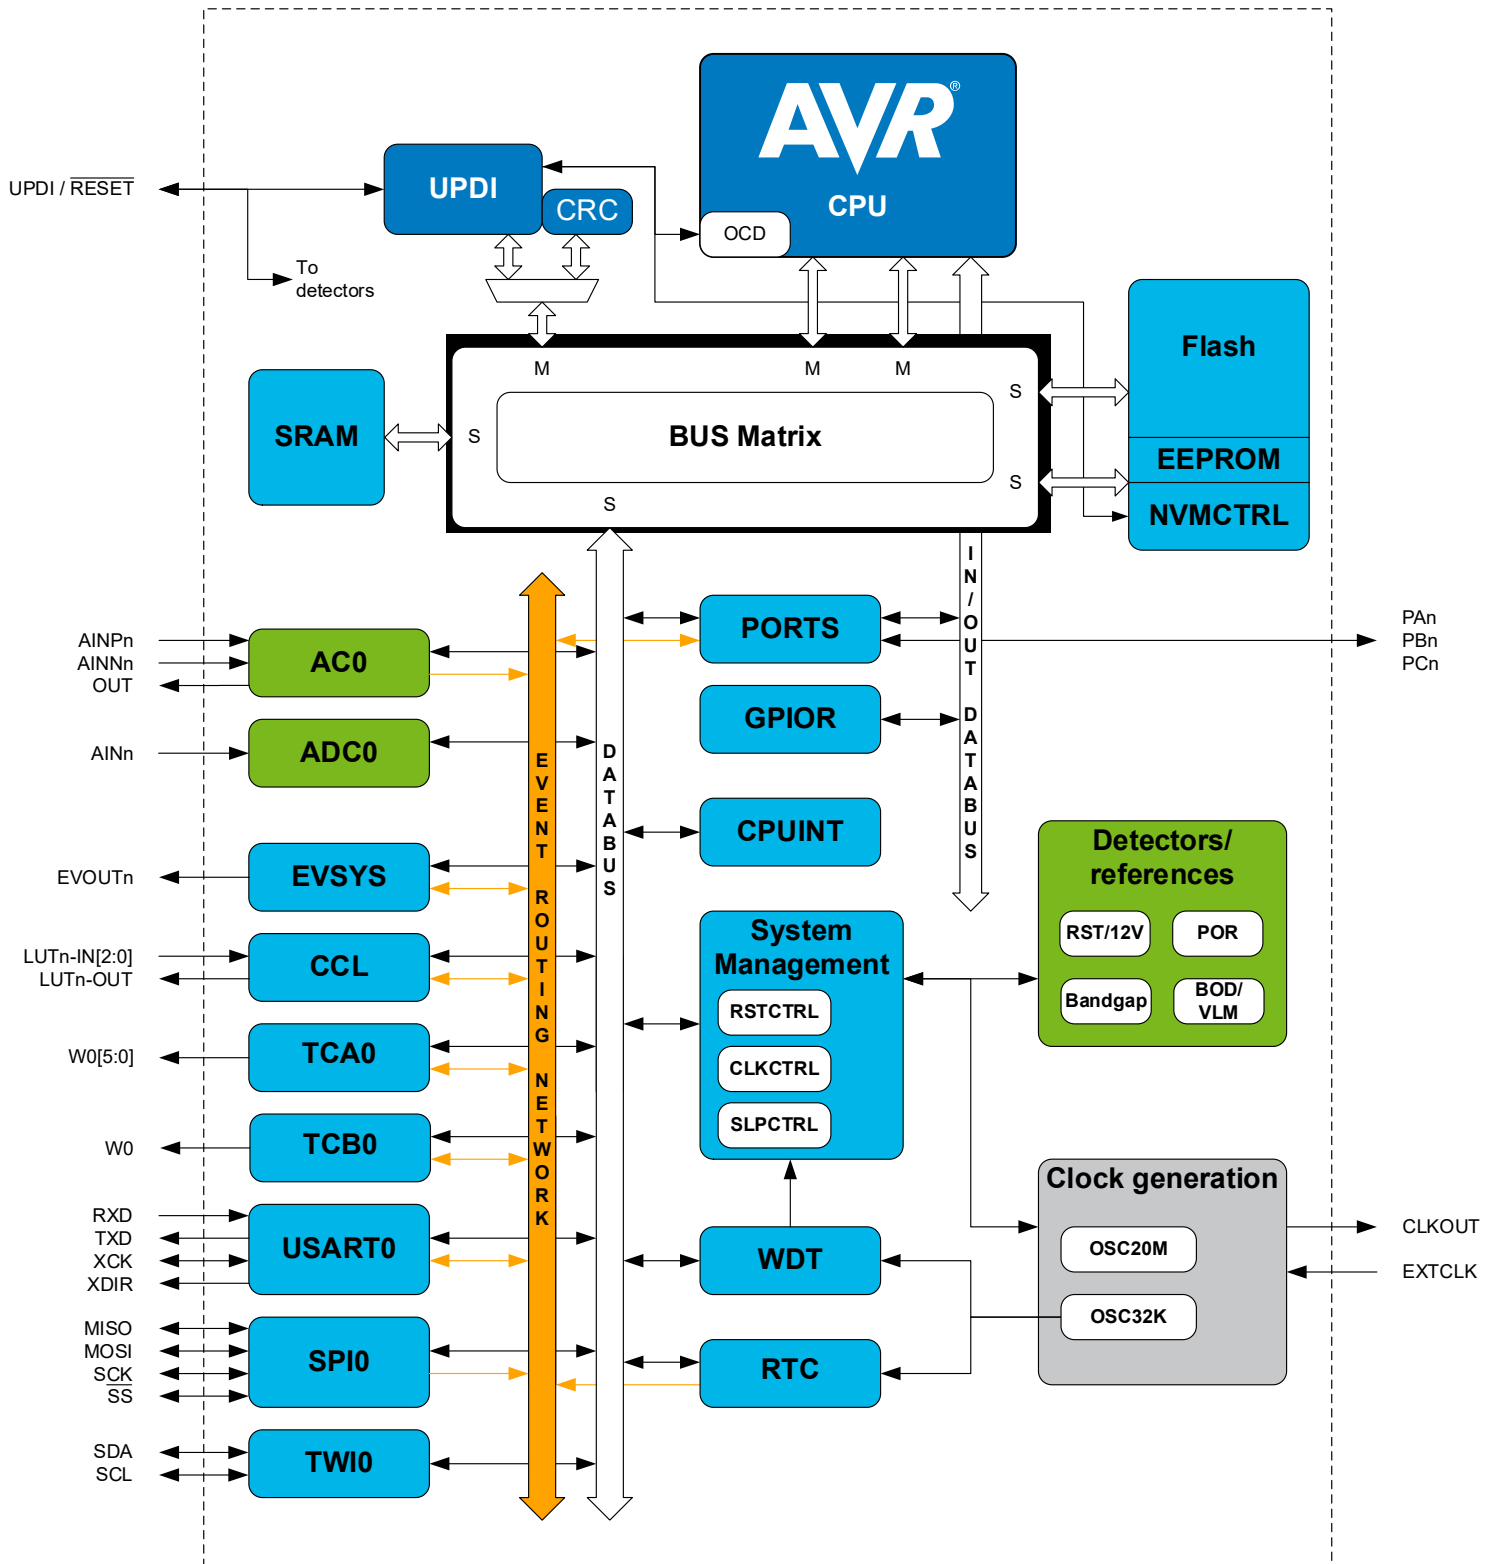 AVR®
CPU
OCD
UPDI / RESET
UPDI
CRC
To
detectors
Flash
EEPROM
NVMCTRL
M
M
M
S
S
S
S
SRAM
BUS Matrix
IN/OUT DATABUS
DATABUS
EVENT ROUTING NETWORK
AINPn
AINNn
OUT
AC0
AINn
ADC0
EVOUTn
EVSYS
LUTn-IN[2:0]
LUTn-OUT
CCL
W0[5:0]
TCA0
W0
TCB0
RXD
TXD
XCK
XDIR
USART0
MISO
MOSI
SCK
SS
SPI0
SDA
SCL
TWI0
PORTS
PAn
PBn
PCn
GPIOR
CPUINT
System
Management
RSTCTRL
CLKCTRL
SLPCTRL
WDT
RTC
Detectors/
references
RST/12V
POR
Bandgap
BOD/
VLM
Clock generation
OSC20M
OSC32K
CLKOUT
EXTCLK